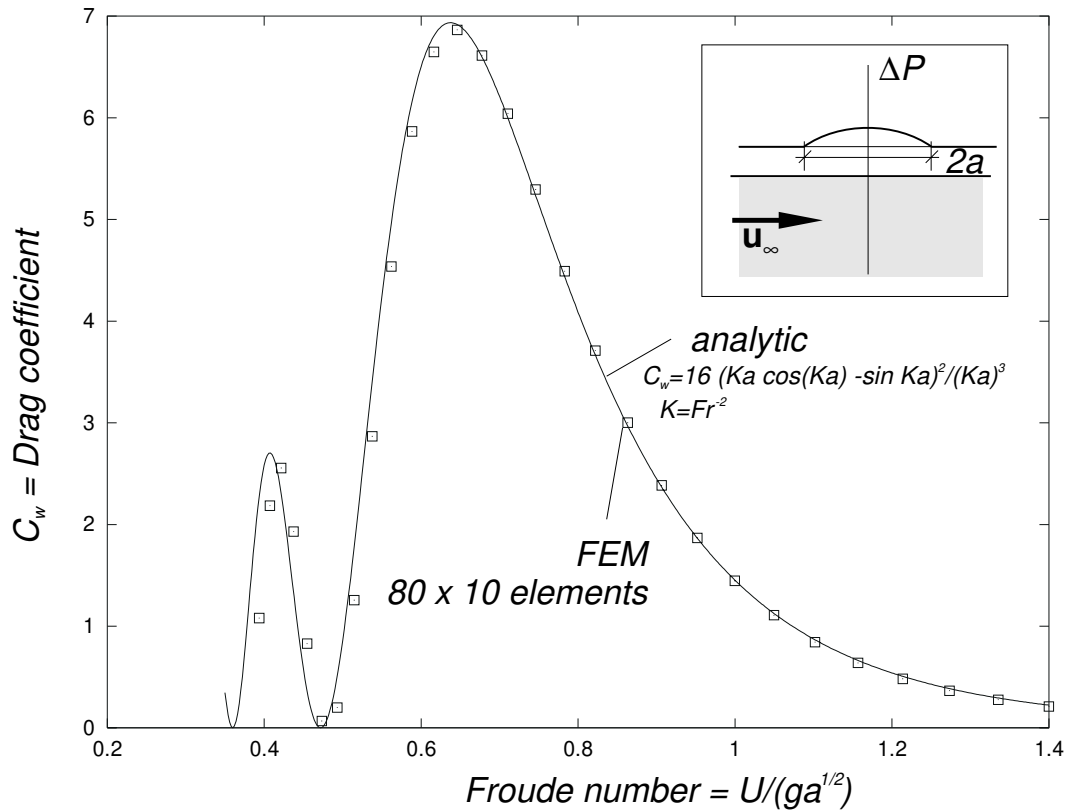 7
6
5
4
3
2
1
0
C_w = Drag coefficient
ΔP
2a
u_∞
analytic
C_w=16 (Ka cos(Ka) -sin Ka)²/(Ka)³
K=Fr⁻²
FEM
80 x 10 elements
0.2 0.4 0.6 0.8 1 1.2 1.4
Froude number = U/(ga^{1/2})